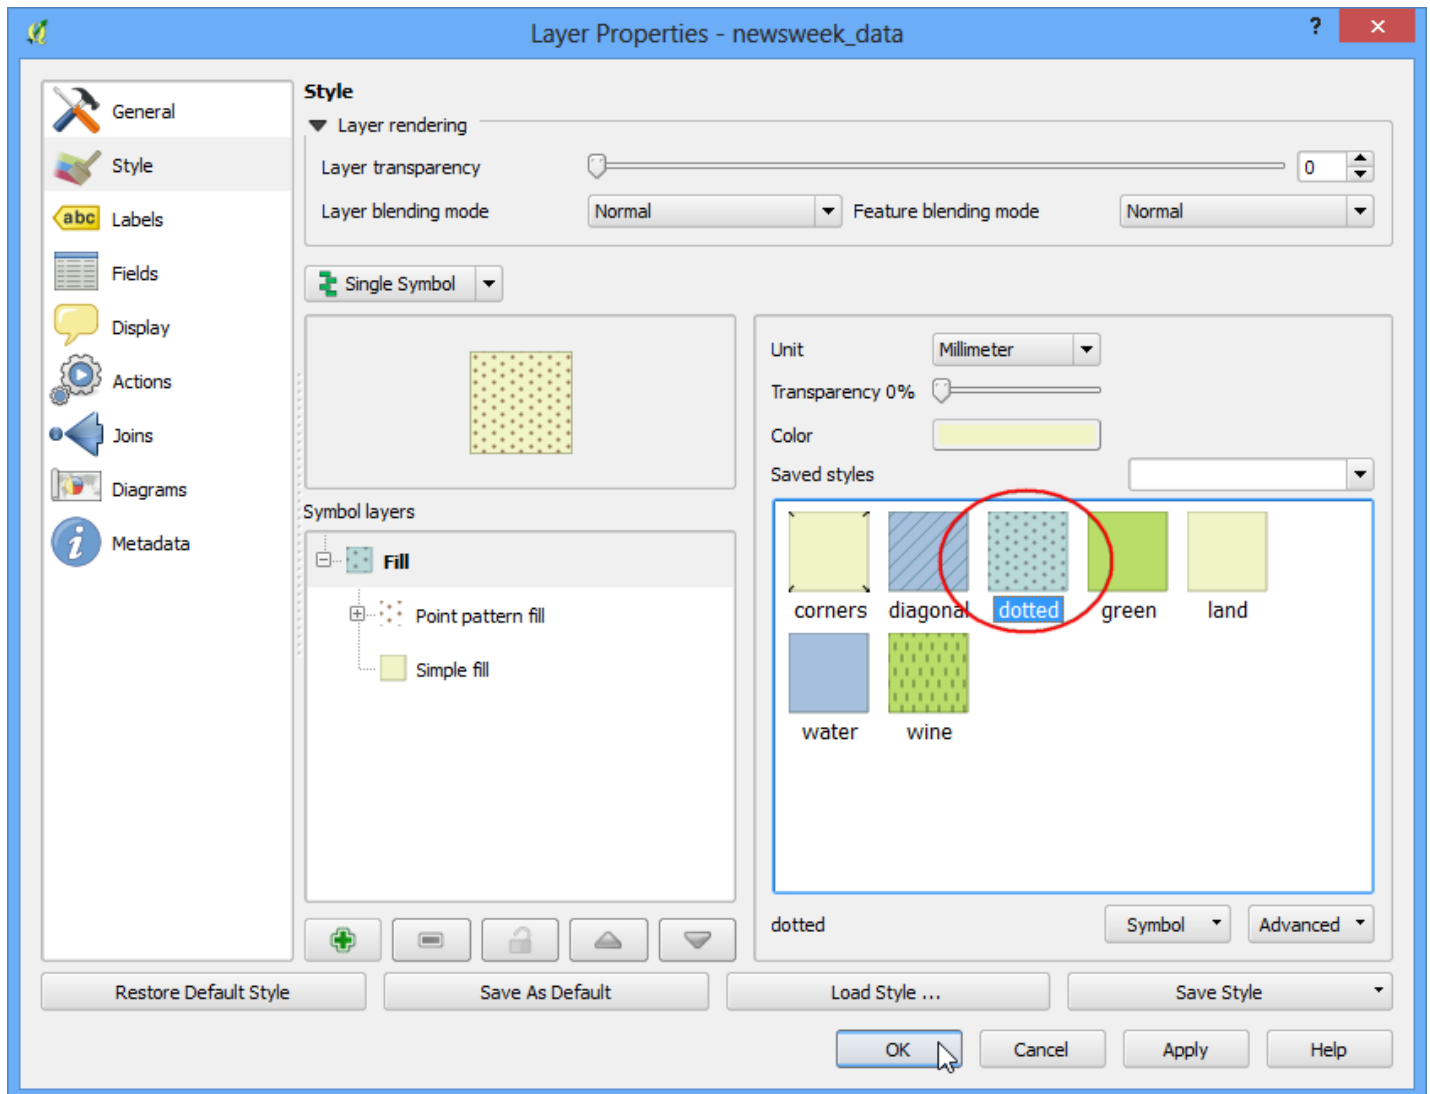 Layer Properties - newsweek_data
?
General
Style
abc
Labels
Fields
Display
Actions
Joins
Diagrams
i
Metadata
Style
Layer rendering
Layer transparency
0
Layer blending mode
Normal
Feature blending mode
Normal
Single Symbol
Symbol layers
Fill
Point pattern fill
Simple fill
Unit
Millimeter
Transparency 0%
Color
Saved styles
corners diagonal dotted green land
water wine
dotted
Symbol
Advanced
Restore Default Style
Save As Default
Load Style ...
Save Style
OK
Cancel
Apply
Help